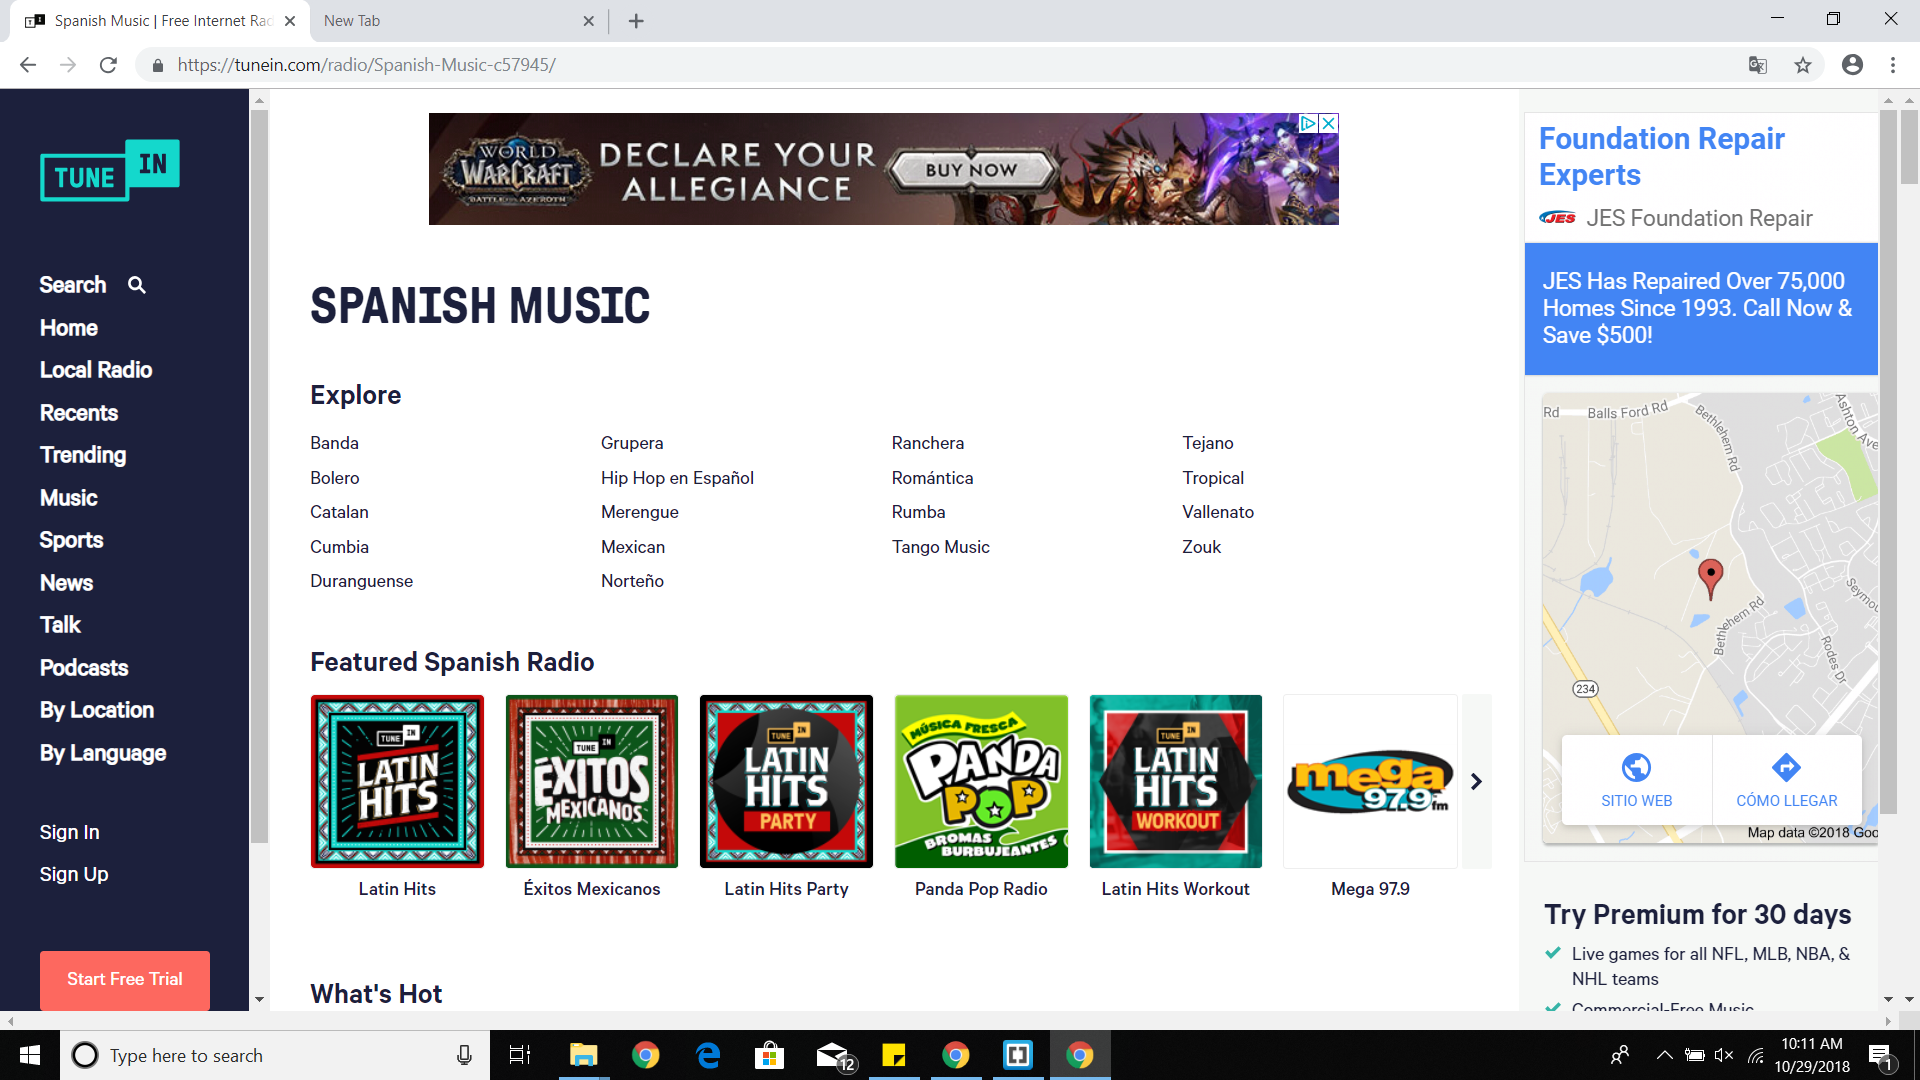 Spanish Music | Free Internet Rad
New Tab
https://tunein.com/radio/Spanish-Music-c57945/
TUNE IN
Search
Home
Local Radio
Recents
Trending
Music
Sports
News
Talk
Podcasts
By Location
By Language
Sign In
Sign Up
Start Free Trial
WORLD
WARCRAFT
BATTLE FOR AZEROTH
DECLARE YOUR
ALLEGIANCE
BUY NOW
SPANISH MUSIC
Explore
Banda
Bolero
Catalan
Cumbia
Duranguense
Grupera
Hip Hop en Español
Merengue
Mexican
Norteño
Ranchera
Romántica
Rumba
Tango Music
Tejano
Tropical
Vallenato
Zouk
Featured Spanish Radio
TUNE IN
LATIN
HITS
Latin Hits
TUNE IN
ÉXITOS
MEXICANOS
Éxitos Mexicanos
TUNE IN
LATIN
HITS
PARTY
Latin Hits Party
MÚSICA FRESCA
PANDA
POP
BROMAS
BURBUJEANTES
Panda Pop Radio
TUNE IN
LATIN
HITS
WORKOUT
Latin Hits Workout
mega
97.9 fm
Mega 97.9
What's Hot
Foundation Repair
Experts
JES
JES Foundation Repair
JES Has Repaired Over 75,000
Homes Since 1993. Call Now &
Save $500!
Rd
Balls Ford Rd
Bethlehem Rd
Ashton Ave
Seymou
Bethlehem Rd
Rodes Dr
234
SITIO WEB
CÓMO LLEGAR
Map data ©2018 Goo
Try Premium for 30 days
Live games for all NFL, MLB, NBA, &
NHL teams
Commercial-Free Music
Type here to search
12
10:11 AM
10/29/2018
1